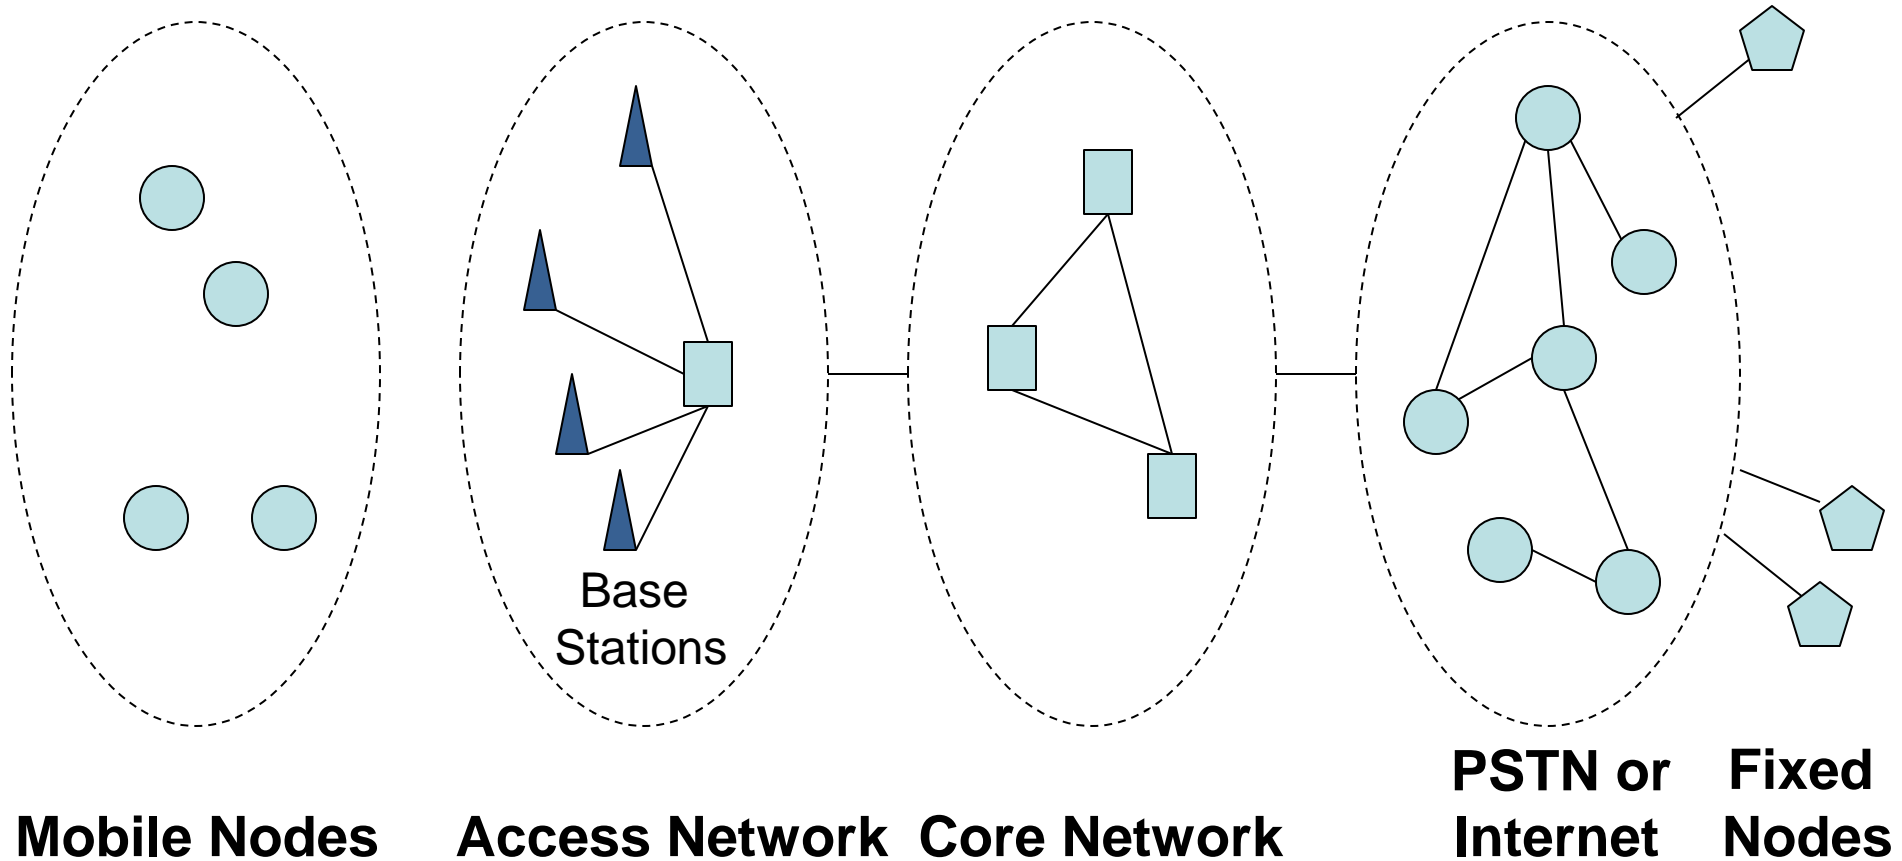 Base
Stations
Mobile Nodes
Access Network
Core Network
PSTN or
Internet
Fixed
Nodes